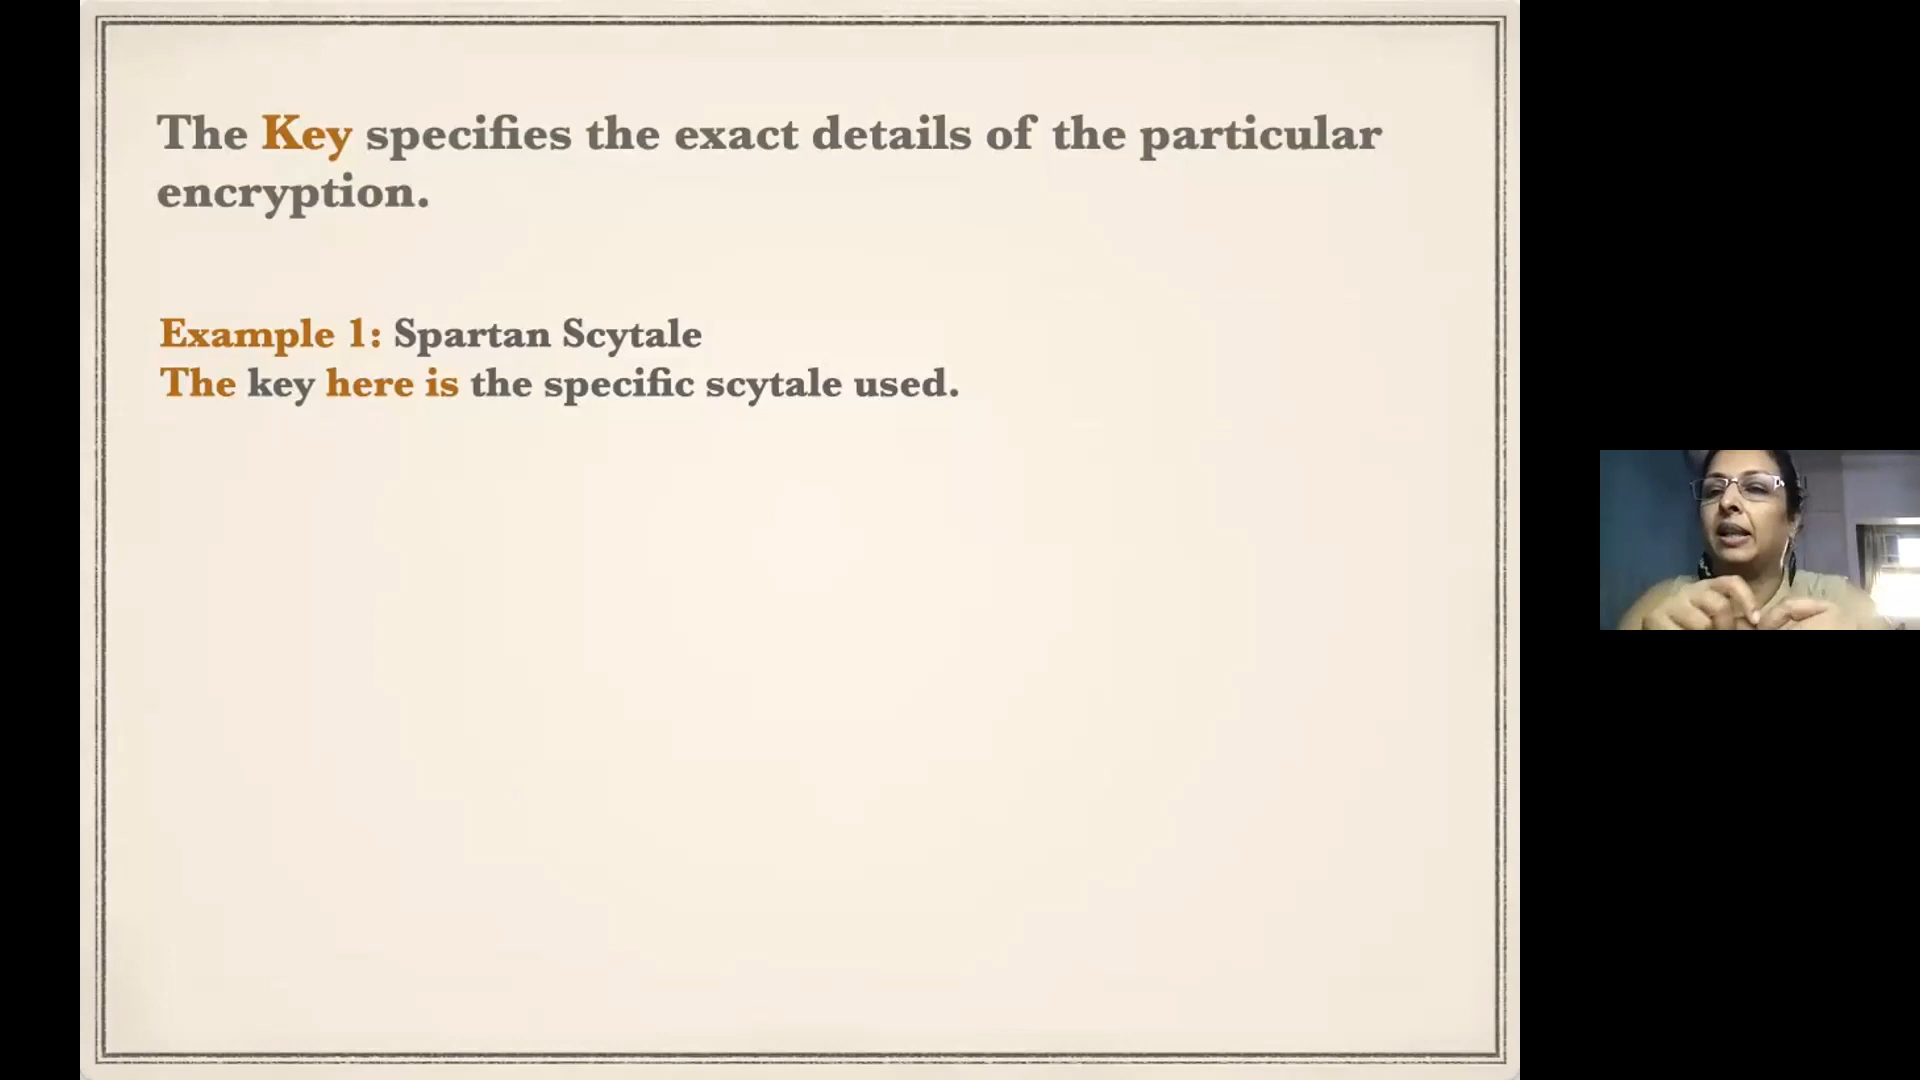 The Key specifies the exact details of the particular
encryption.
Example 1: Spartan Scytale
The key here is the specific scytale used.